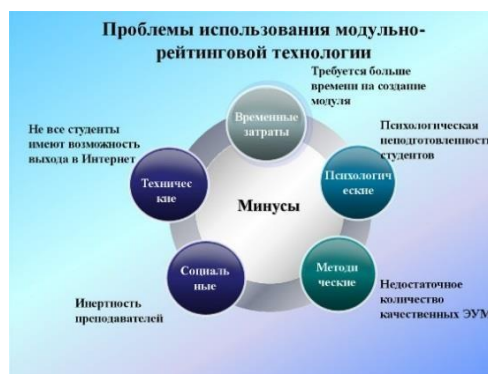 Проблемы использования модульно-
рейтинговой технологии
Требуется больше
времени на создание
модуля
Временные
затраты
Психологическая
неподготовленность
студентов
Психологич
еские
Не все студенты
имеют возможность
выхода в Интернет
Техничес
кие
Минусы
Социаль
ные
Методи
ческие
Инертность
преподавателей
Недостаточное
количество
качественных ЭУМ